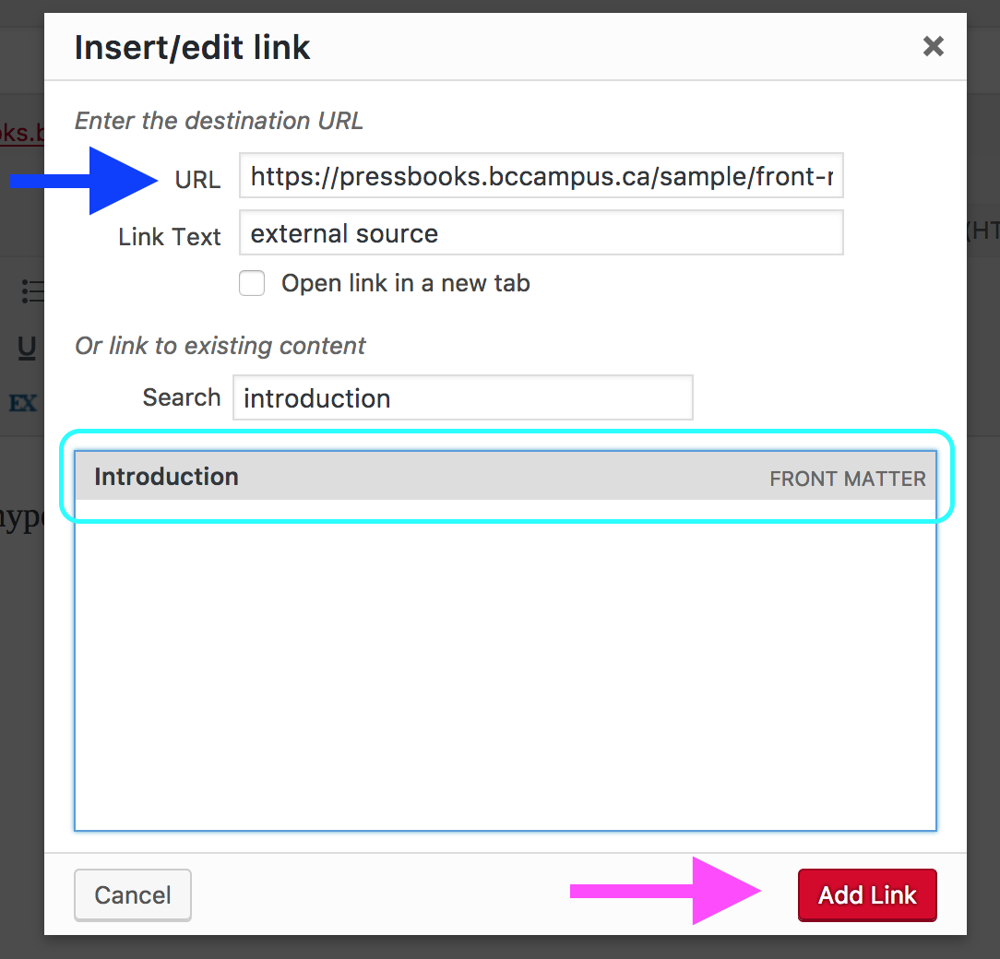 Insert/edit link
Enter the destination URL
URL https://pressbooks.bccampus.ca/sample/front-r
Link Text external source
Open link in a new tab
Or link to existing content
Search introduction
Introduction FRONT MATTER
Cancel Add Link
U
EX
(HT